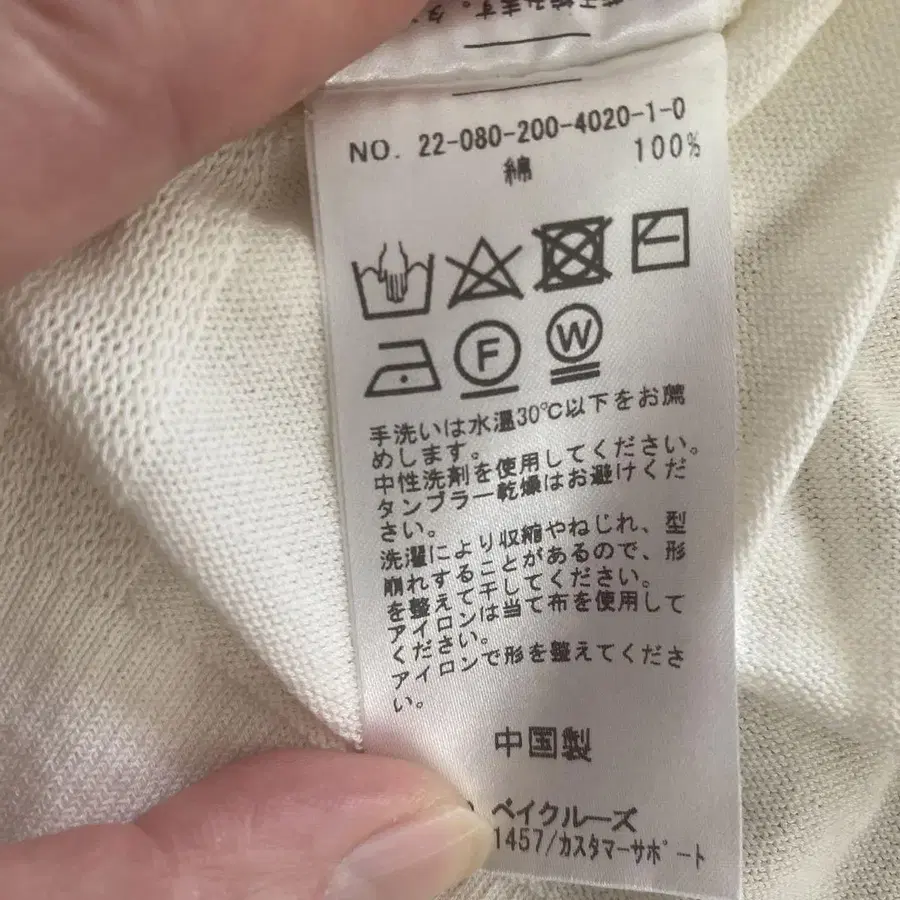 NO. 22-080-200-4020-1-0
綿 100%
F W
手洗いは水温30℃以下をお薦
めします。
中性洗剤を使用してください。
タンブラー乾燥はお避けくだ
さい。
洗濯により収縮やねじれ、型
崩れすることがあるので、形
を整えて干してください。
アイロンは当て布を使用して
ください。
アイロンで形を整えてくださ
い。
中国製
ベイクルーズ
1457/カスタマーサポート